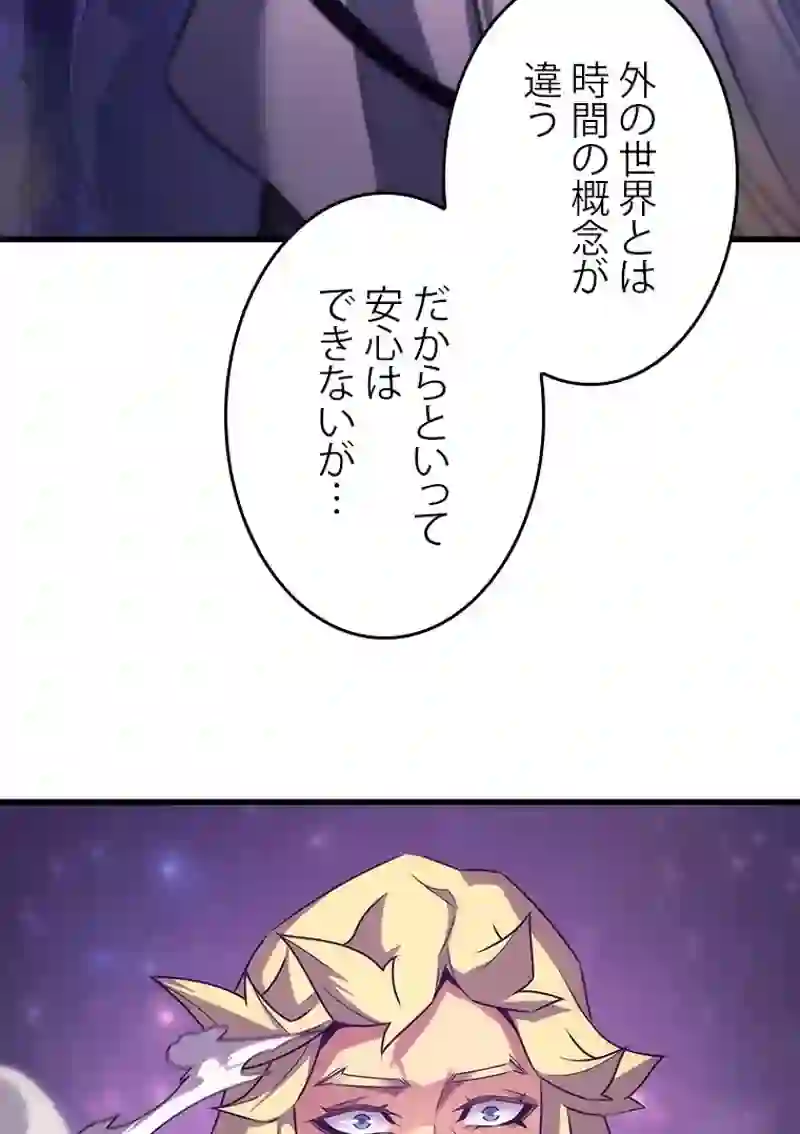 外の世界とは
時間の概念が
違う
だからといって
安心は
できないが…